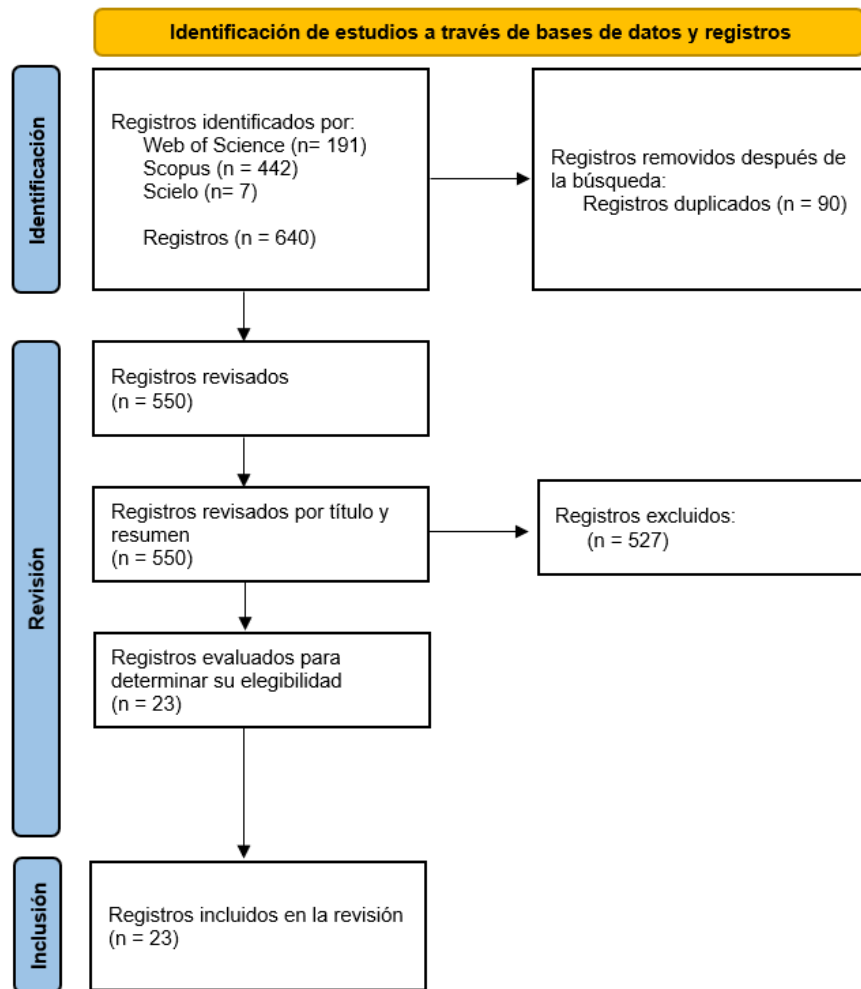 Identificación de estudios a través de bases de datos y registros
Identificación
Registros identificados por:
Web of Science (n= 191)
Scopus (n = 442)
Scielo (n= 7)
Registros (n = 640)
Registros removidos después de
la búsqueda:
Registros duplicados (n = 90)
Revisión
Registros revisados
(n = 550)
Registros revisados por título y
resumen
(n = 550)
Registros excluidos:
(n = 527)
Registros evaluados para
determinar su elegibilidad
(n = 23)
Inclusión
Registros incluidos en la revisión
(n = 23)